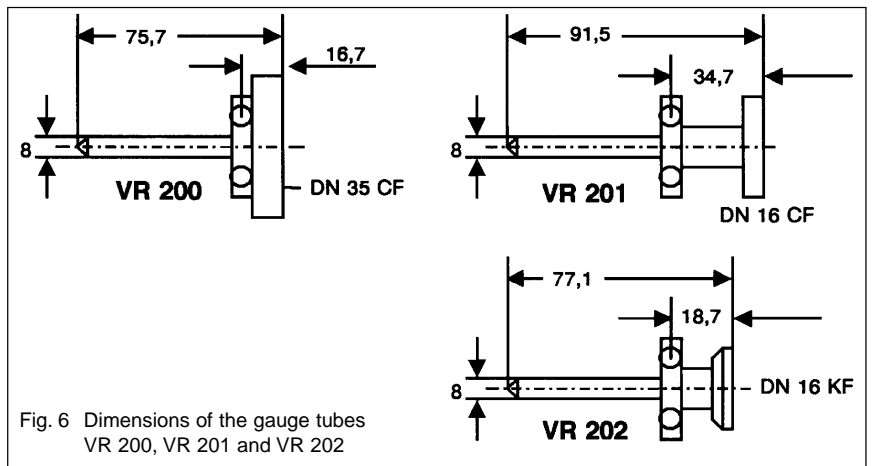 75,7
16,7
8
VR 200
DN 35 CF
91,5
34,7
8
VR 201
DN 16 CF
77,1
18,7
8
DN 16 KF
VR 202
Fig. 6 Dimensions of the gauge tubes
VR 200, VR 201 and VR 202